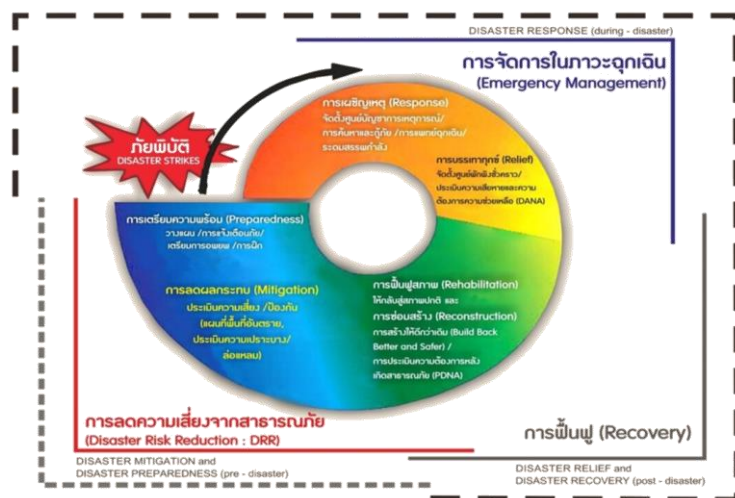 DISASTER RESPONSE (during - disaster)
การจัดการในภาวะฉุกเฉิน
(Emergency Management)
การเผชิญเหตุ (Response)
จัดตั้งศูนย์บัญชาการเหตุการณ์/
การค้นหาและกู้ภัย /การแพทย์ฉุกเฉิน/
ระดมสรรพกำลัง
ภัยพิบัติ
DISASTER STRIKES
การบรรเทาทุกข์ (Relief)
จัดตั้งศูนย์พักพิงชั่วคราว/
ประเมินความเสียหายและความ
ต้องการความช่วยเหลือ (DANA)
การเตรียมความพร้อม (Preparedness)
วางแผน /การแจ้งเตือนภัย/
เตรียมการอพยพ /การฝึก
การลดผลกระทบ (Mitigation)
ประเมินความเสี่ยง /ป้องกัน
(แผนที่พื้นที่อันตราย,
ประเมินความเปราะบาง/
ล่อแหลม)
การฟื้นฟูสภาพ (Rehabilitation)
ให้กลับสู่สภาพปกติ และ
การซ่อมสร้าง (Reconstruction)
การสร้างให้ดีกว่าเดิม (Build Back
Better and Safer) /
การประเมินความต้องการหลัง
เกิดสาธารณภัย (PDNA)
การลดความเสี่ยงจากสาธารณภัย
(Disaster Risk Reduction : DRR)
การฟื้นฟู (Recovery)
DISASTER MITIGATION and
DISASTER PREPAREDNESS (pre - disaster)
DISASTER RELIEF and
DISASTER RECOVERY (post - disaster)